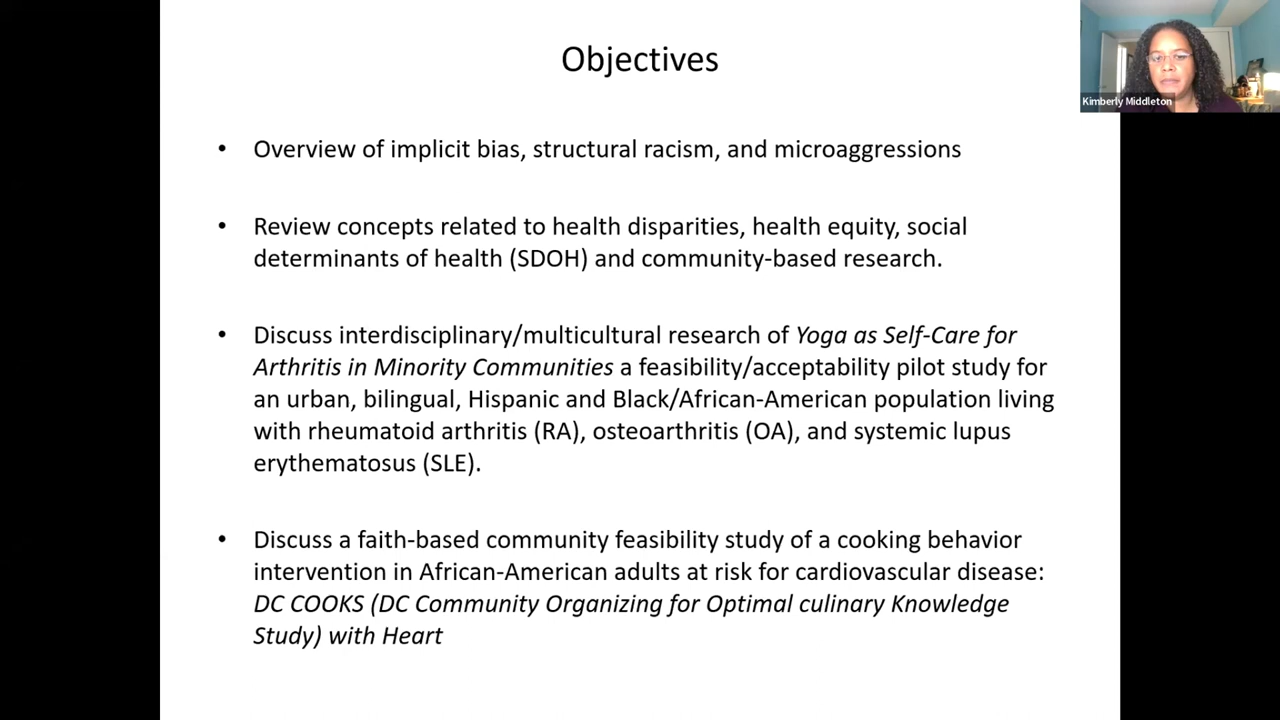 Objectives
Kimberly Middleton
• Overview of implicit bias, structural racism, and microaggressions
• Review concepts related to health disparities, health equity, social
determinants of health (SDOH) and community-based research.
• Discuss interdisciplinary/multicultural research of Yoga as Self-Care for
Arthritis in Minority Communities a feasibility/acceptability pilot study for
an urban, bilingual, Hispanic and Black/African-American population living
with rheumatoid arthritis (RA), osteoarthritis (OA), and systemic lupus
erythematosus (SLE).
• Discuss a faith-based community feasibility study of a cooking behavior
intervention in African-American adults at risk for cardiovascular disease:
DC COOKS (DC Community Organizing for Optimal culinary Knowledge
Study) with Heart